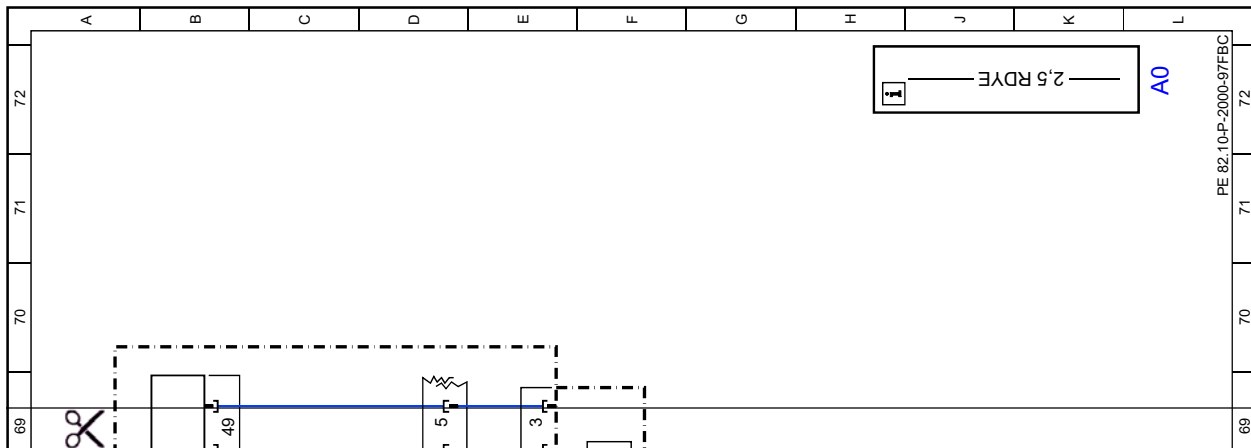 A B C D E F G H J K L
72 72
i 2,5 RDYE
A0
PE 82.10-P-2000-97FBC
71 71
70 70
69 69
49 5 3